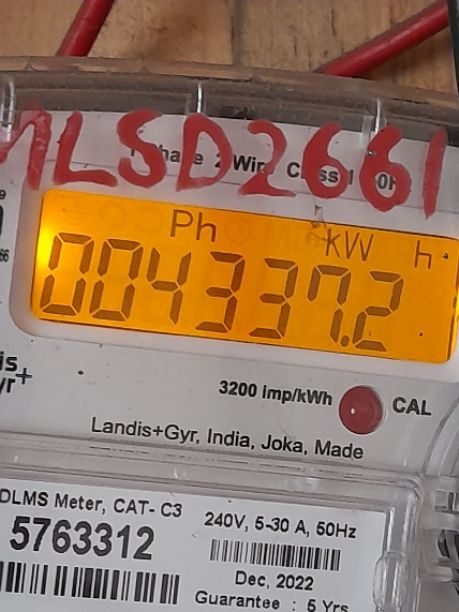 MLSD2661
Ph kW h
004337.2
3200 imp/kWh
CAL
Landis+Gyr, India, Joka, Made
DLMS Meter, CAT- C3
5763312
240V, 5-30 A, 50Hz
Dec, 2022
Guarantee : 5 Yrs